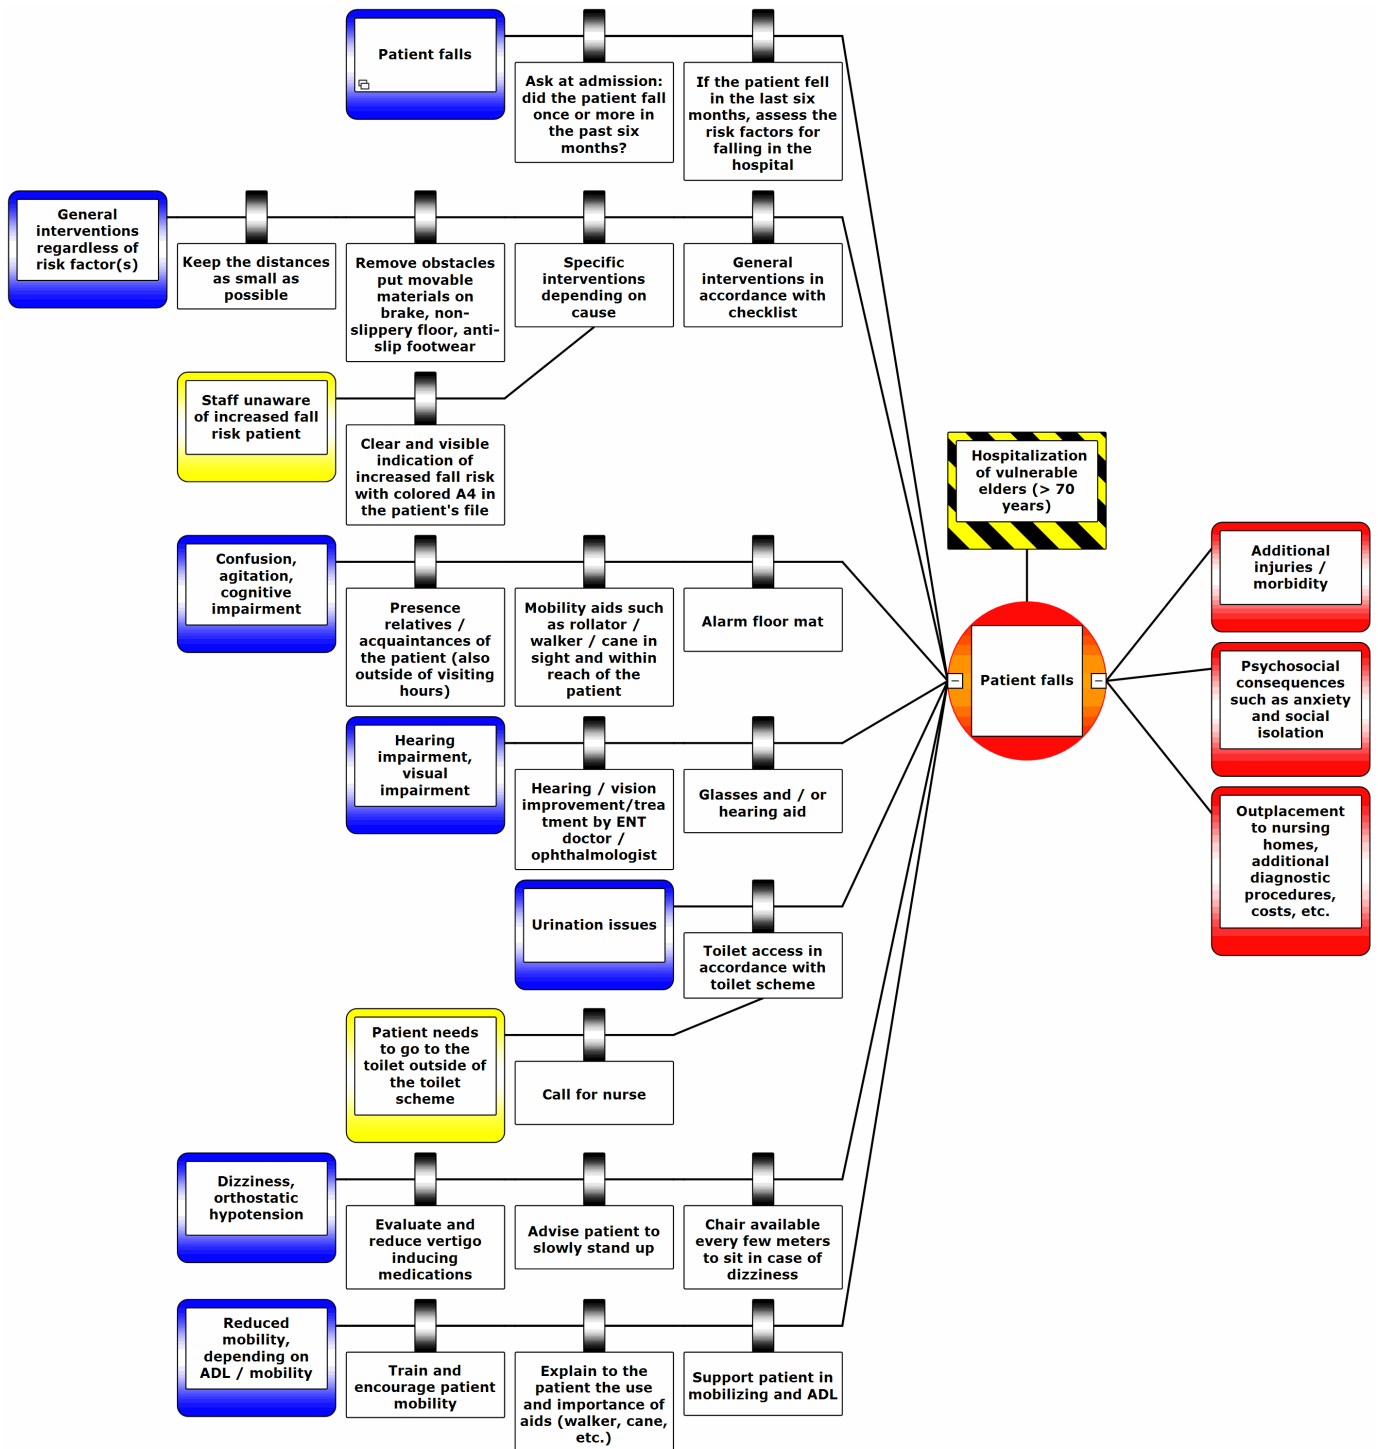 Patient falls
Ask at admission:
did the patient fall
once or more in
the past six
months?
If the patient fell
in the last six
months, assess the
risk factors for
falling in the
hospital
General
interventions
regardless of
risk factor(s)
Keep the distances
as small as
possible
Remove obstacles
put movable
materials on
brake, non-
slippery floor, anti-
slip footwear
Specific
interventions
depending on
cause
General
interventions in
accordance with
checklist
Staff unaware
of increased fall
risk patient
Clear and visible
indication of
increased fall risk
with colored A4 in
the patient's file
Hospitalization
of vulnerable
elders (> 70
years)
Confusion,
agitation,
cognitive
impairment
Presence
relatives /
acquaintances of
the patient (also
outside of visiting
hours)
Mobility aids such
as rollator /
walker / cane in
sight and within
reach of the
patient
Alarm floor mat
Patient falls
Additional
injuries /
morbidity
Psychosocial
consequences
such as anxiety
and social
isolation
Outplacement
to nursing
homes,
additional
diagnostic
procedures,
costs, etc.
Hearing
impairment,
visual
impairment
Hearing / vision
improvement/trea
tment by ENT
doctor /
ophthalmologist
Glasses and / or
hearing aid
Urination issues
Toilet access in
accordance with
toilet scheme
Patient needs
to go to the
toilet outside of
the toilet
scheme
Call for nurse
Dizziness,
orthostatic
hypotension
Evaluate and
reduce vertigo
inducing
medications
Advise patient to
slowly stand up
Chair available
every few meters
to sit in case of
dizziness
Reduced
mobility,
depending on
ADL / mobility
Train and
encourage patient
mobility
Explain to the
patient the use
and importance of
aids (walker, cane,
etc.)
Support patient in
mobilizing and ADL